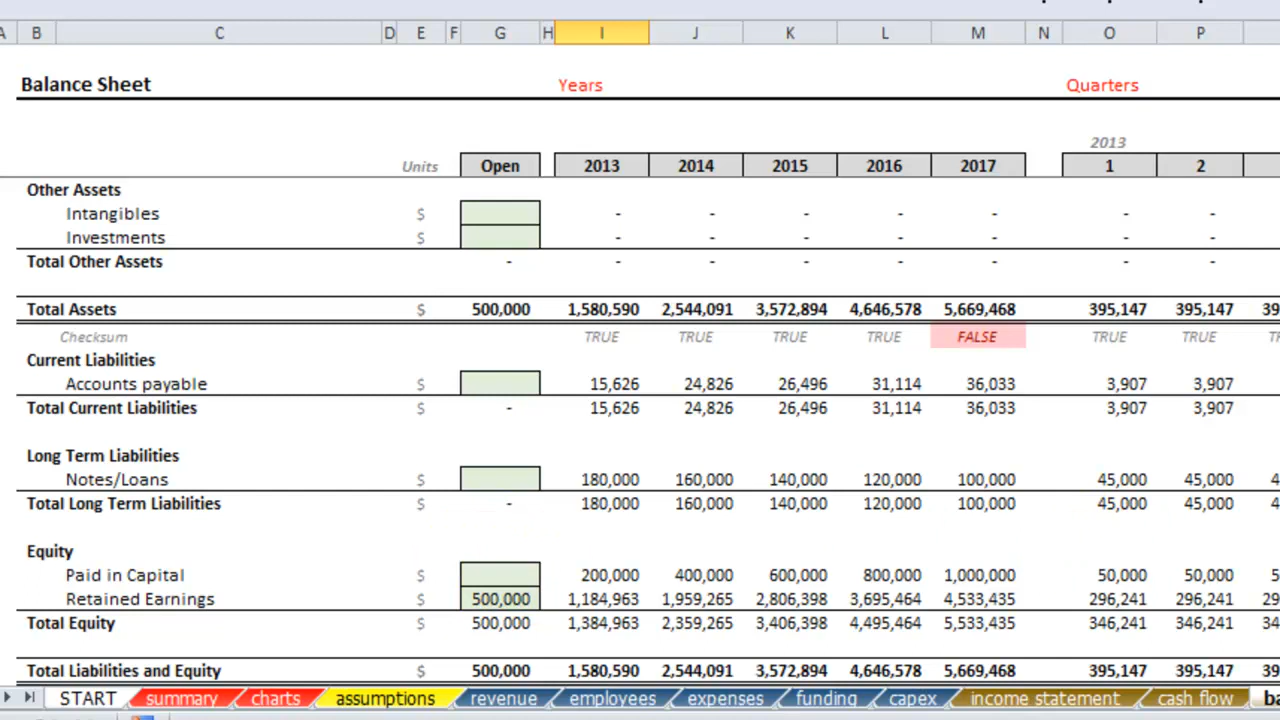 A B C D E F G H I J K L M N O P
Balance Sheet Years Quarters
2013
Units Open 2013 2014 2015 2016 2017 1 2
Other Assets
Intangibles $ - - - - - - -
Investments $ - - - - - - -
Total Other Assets - - - - - - - -
Total Assets $ 500,000 1,580,590 2,544,091 3,572,894 4,646,578 5,669,468 395,147 395,147 39
Checksum TRUE TRUE TRUE TRUE FALSE TRUE TRUE
Current Liabilities
Accounts payable $ 15,626 24,826 26,496 31,114 36,033 3,907 3,907
Total Current Liabilities $ - 15,626 24,826 26,496 31,114 36,033 3,907 3,907
Long Term Liabilities
Notes/Loans $ 180,000 160,000 140,000 120,000 100,000 45,000 45,000 4
Total Long Term Liabilities $ - 180,000 160,000 140,000 120,000 100,000 45,000 45,000 4
Equity
Paid in Capital $ 200,000 400,000 600,000 800,000 1,000,000 50,000 50,000 5
Retained Earnings $ 500,000 1,184,963 1,959,265 2,806,398 3,695,464 4,533,435 296,241 296,241 29
Total Equity $ 500,000 1,384,963 2,359,265 3,406,398 4,495,464 5,533,435 346,241 346,241 34
Total Liabilities and Equity $ 500,000 1,580,590 2,544,091 3,572,894 4,646,578 5,669,468 395,147 395,147 39
START summary charts assumptions revenue employees expenses funding capex income statement cash flow ba